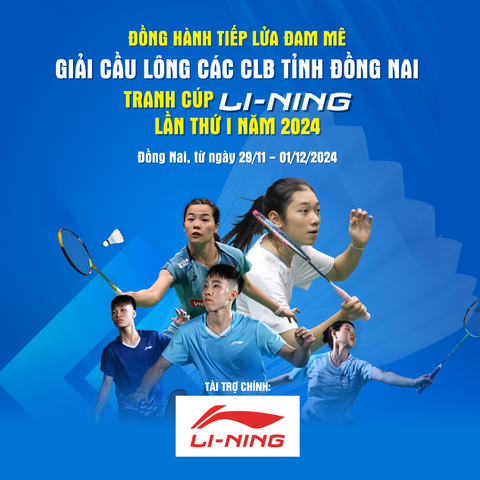 ĐỒNG HÀNH TIẾP LỬA ĐAM MÊ
GIẢI CẦU LÔNG CÁC CLB TỈNH ĐỒNG NAI
TRANH CÚP LI-NING
LẦN THỨ I NĂM 2024
Đồng Nai, từ ngày 29/11 – 01/12/2024
TÀI TRỢ CHÍNH:
LI-NING